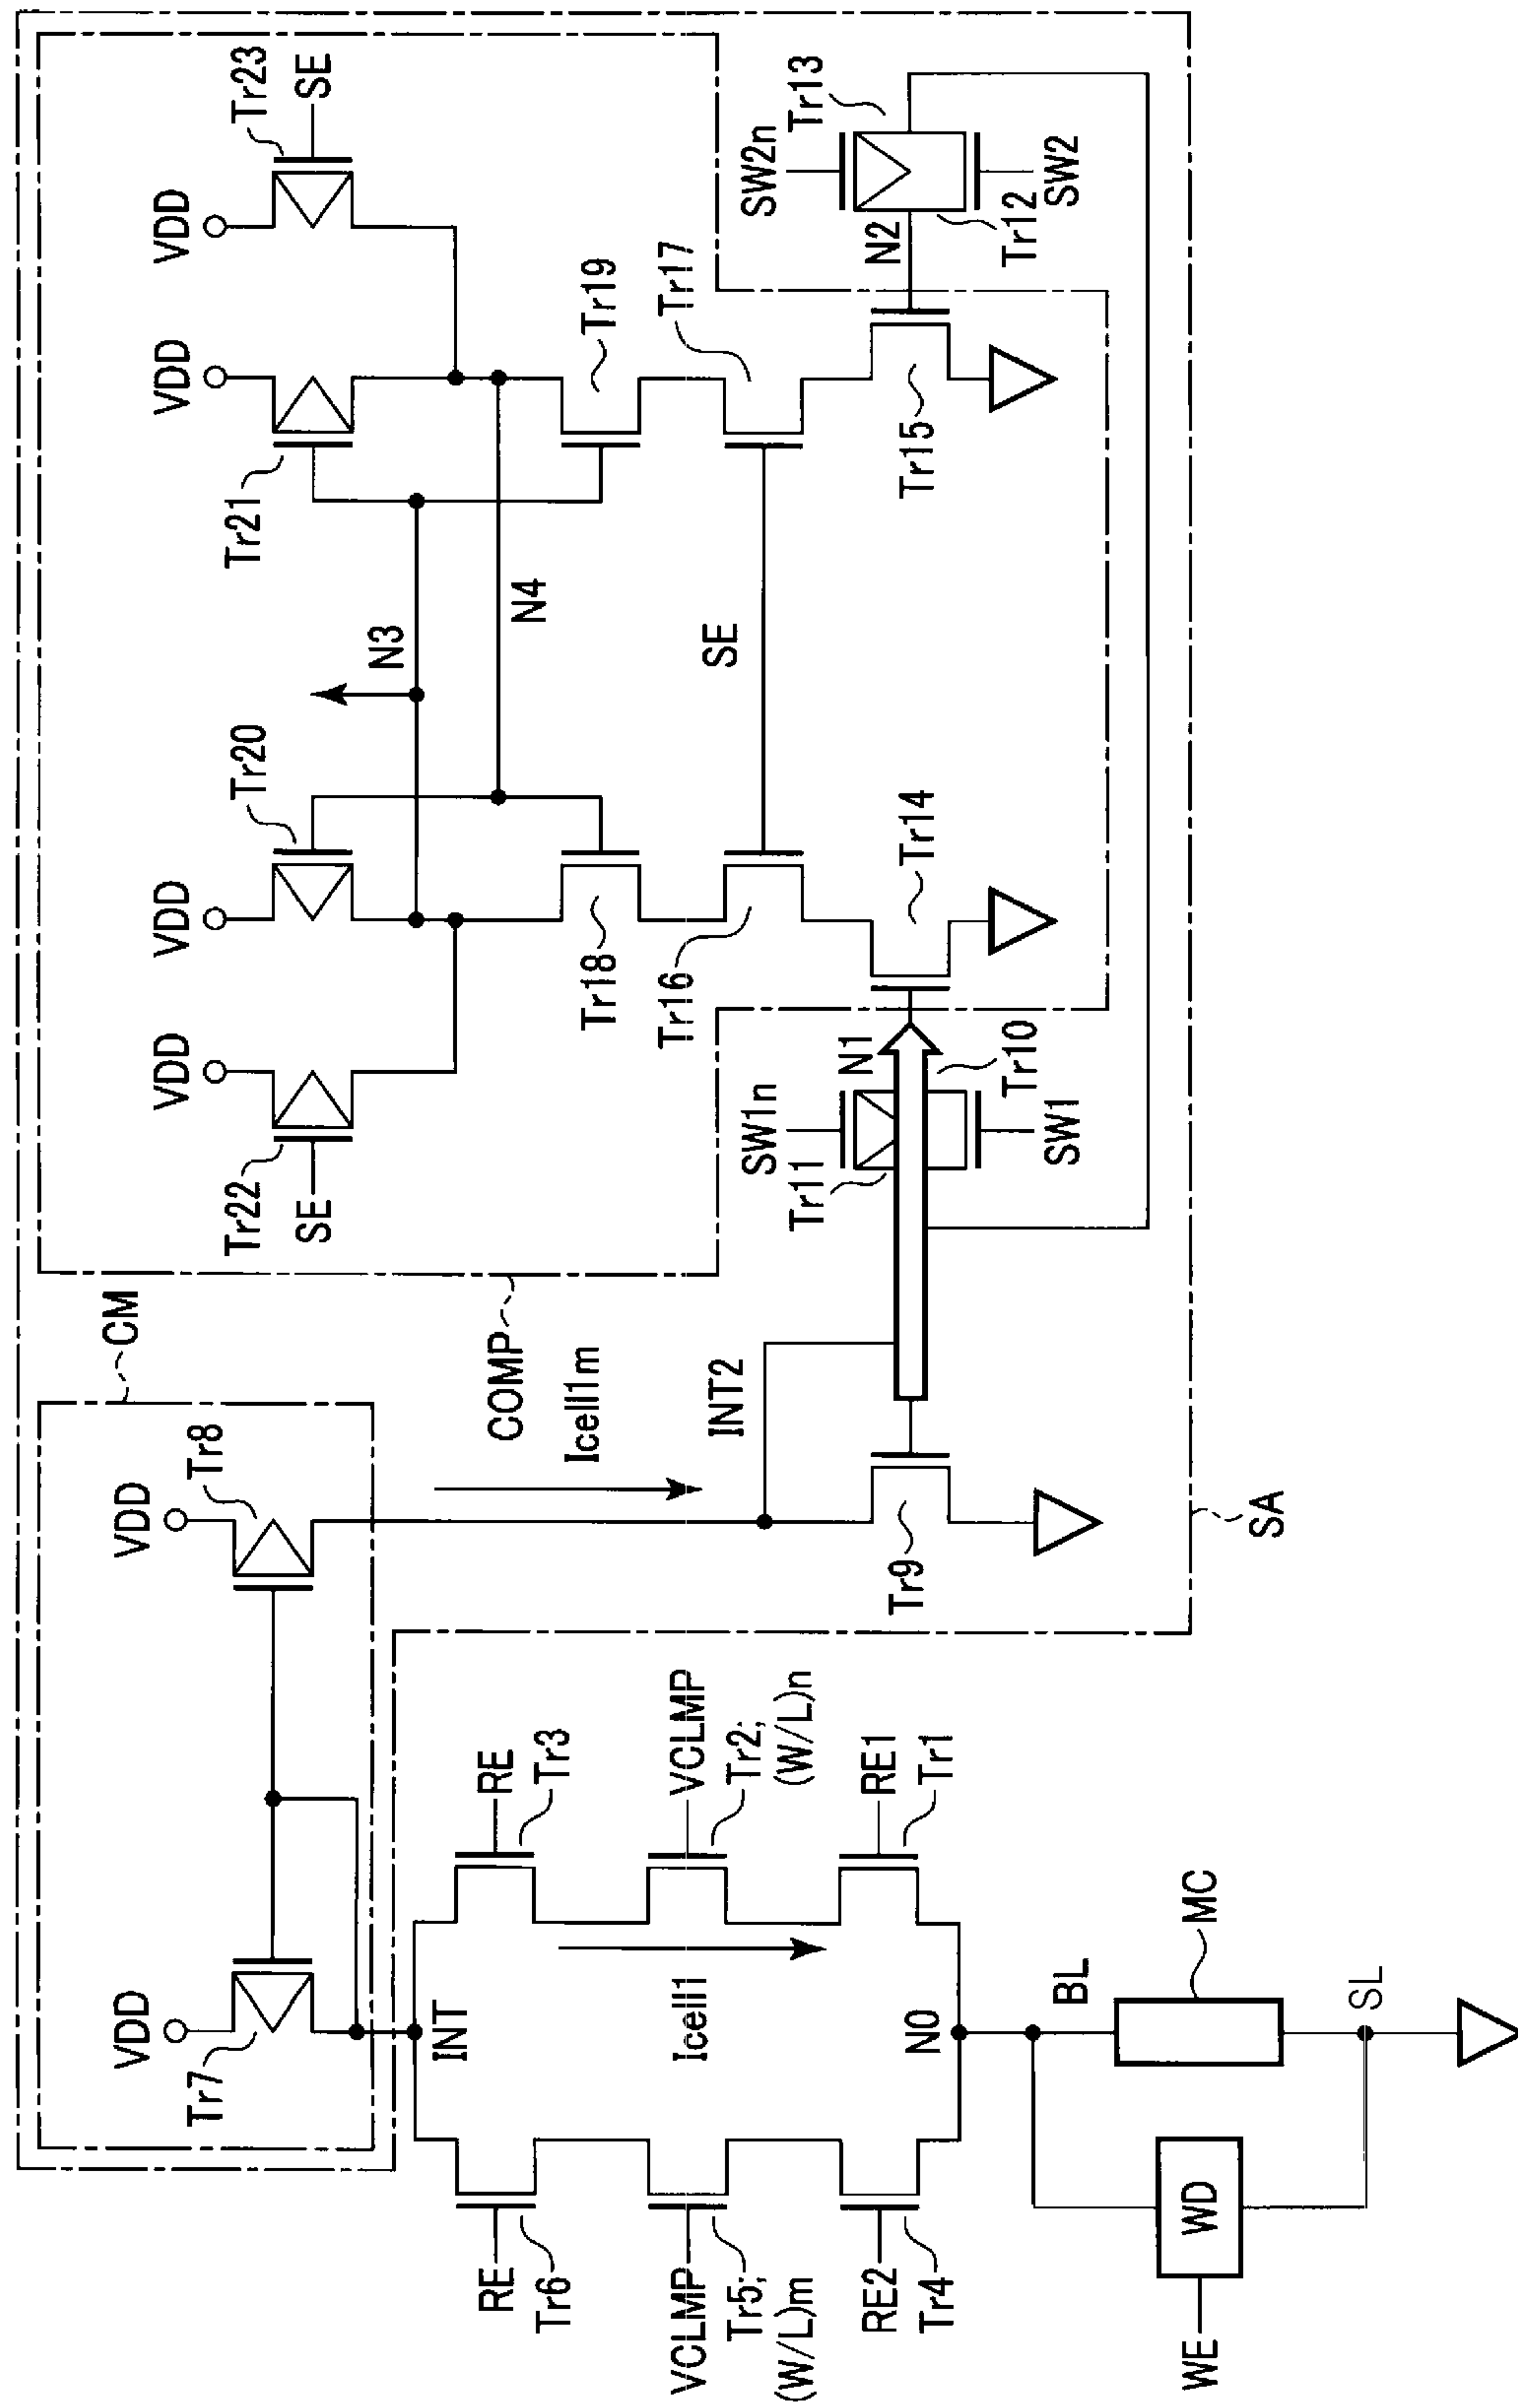 CM
VDD
Tr7
VDD
Tr8
INT
RE
Tr6
RE
Tr3
VCLMP
Tr5;
(W/L)m
Icell1
VCLMP
Tr2;
(W/L)n
RE2
Tr4
N0
RE1
Tr1
WE
WD
BL
MC
SL
SA
COMP
Icell1m
INT2
Tr9
VDD
Tr22
SE
VDD
Tr20
VDD
Tr21
VDD
Tr23
SE
N3
N4
Tr18
Tr19
Tr16
SE
Tr17
SW1n
Tr11
N1
Tr10
SW1
Tr14
Tr15
SW2n
Tr13
N2
Tr12
SW2